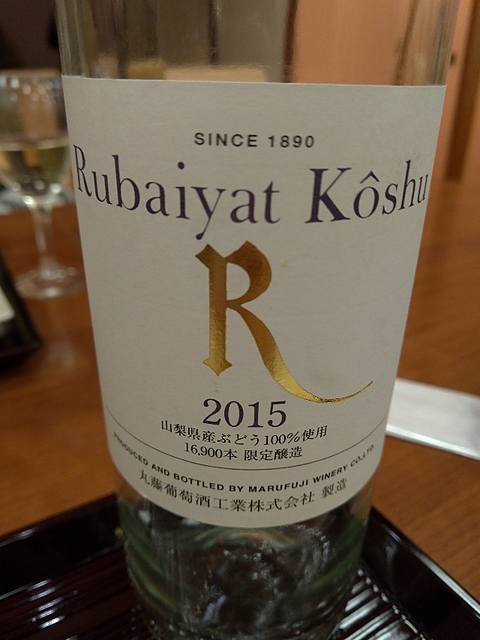 SINCE 1890
Rubaiyat Kôshu
R
2015
山梨県産ぶどう100%使用
16,900本 限定醸造
PRODUCED AND BOTTLED BY MARUFUJI WINERY CO.,LTD.
丸藤葡萄酒工業株式会社 製造